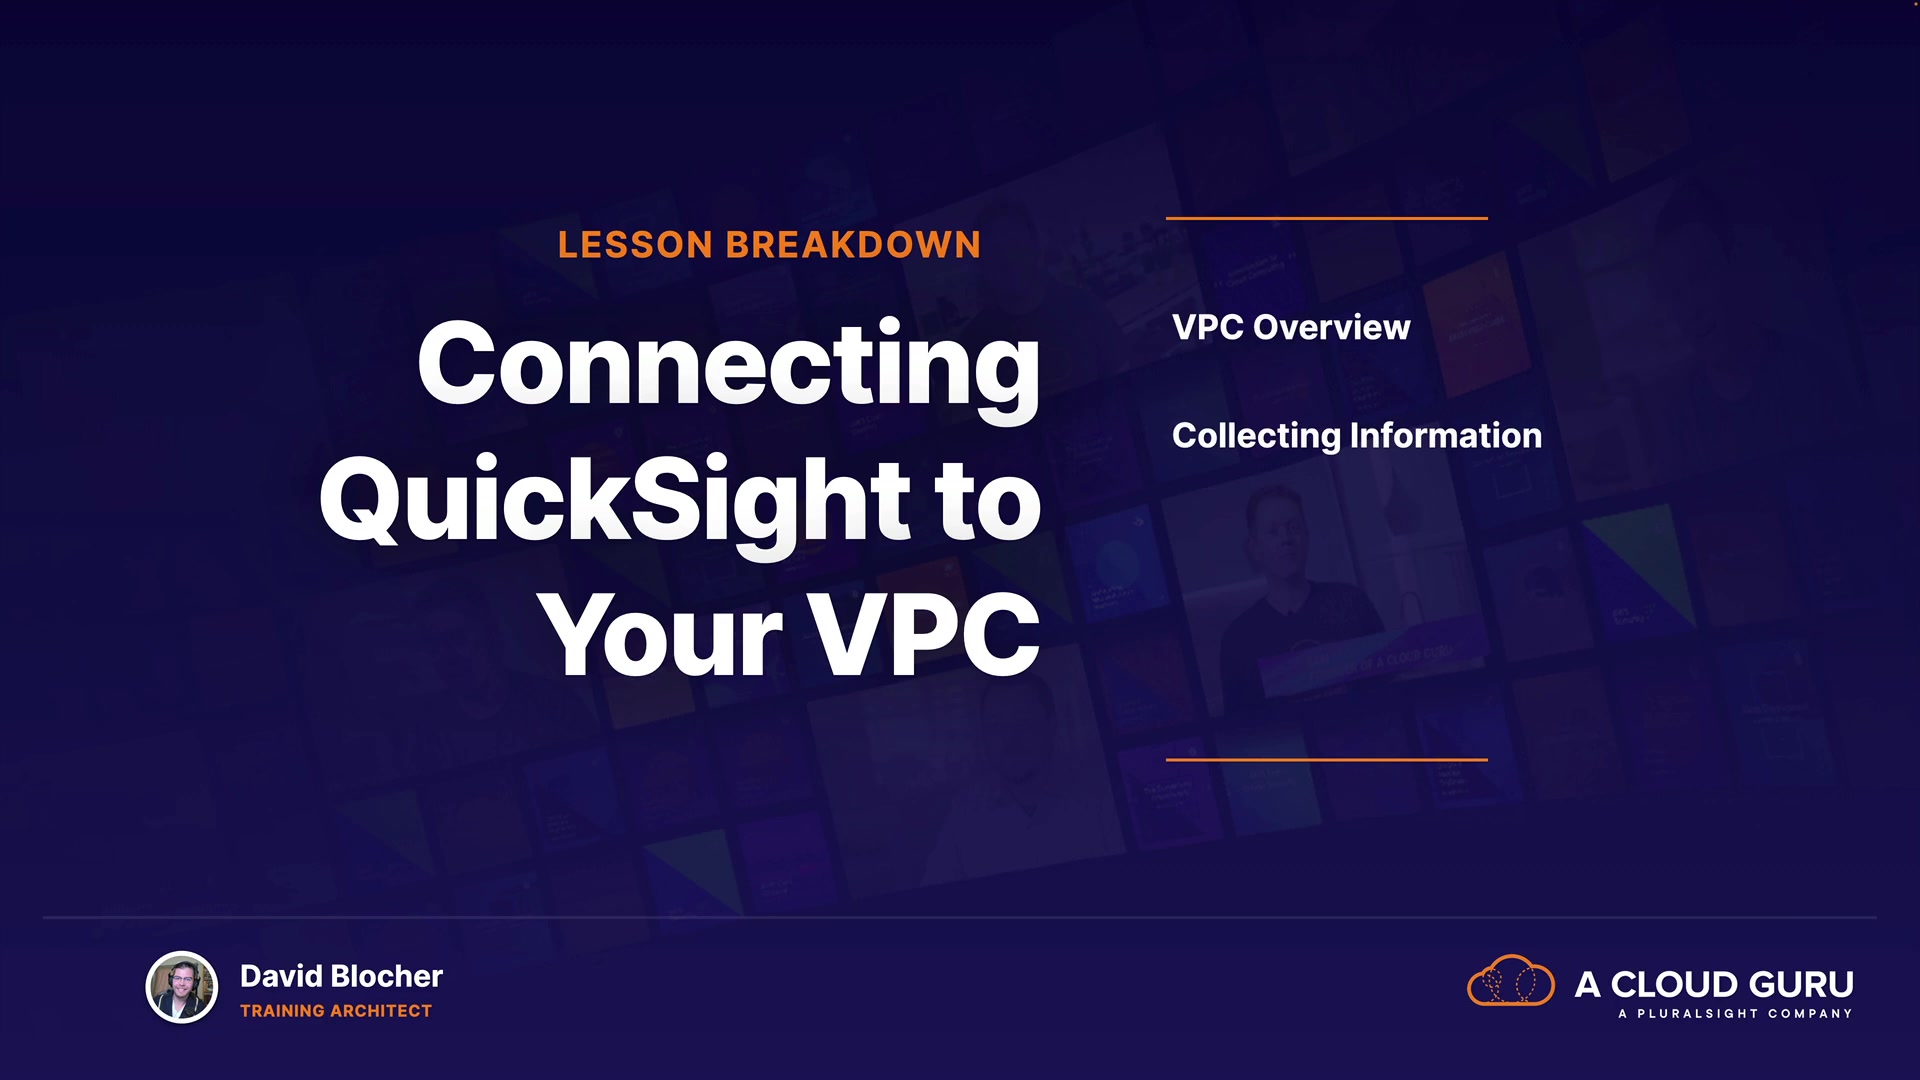 LESSON BREAKDOWN
Connecting
QuickSight to
Your VPC
VPC Overview
Collecting Information
David Blocher
TRAINING ARCHITECT
A CLOUD GURU
A PLURALSIGHT COMPANY